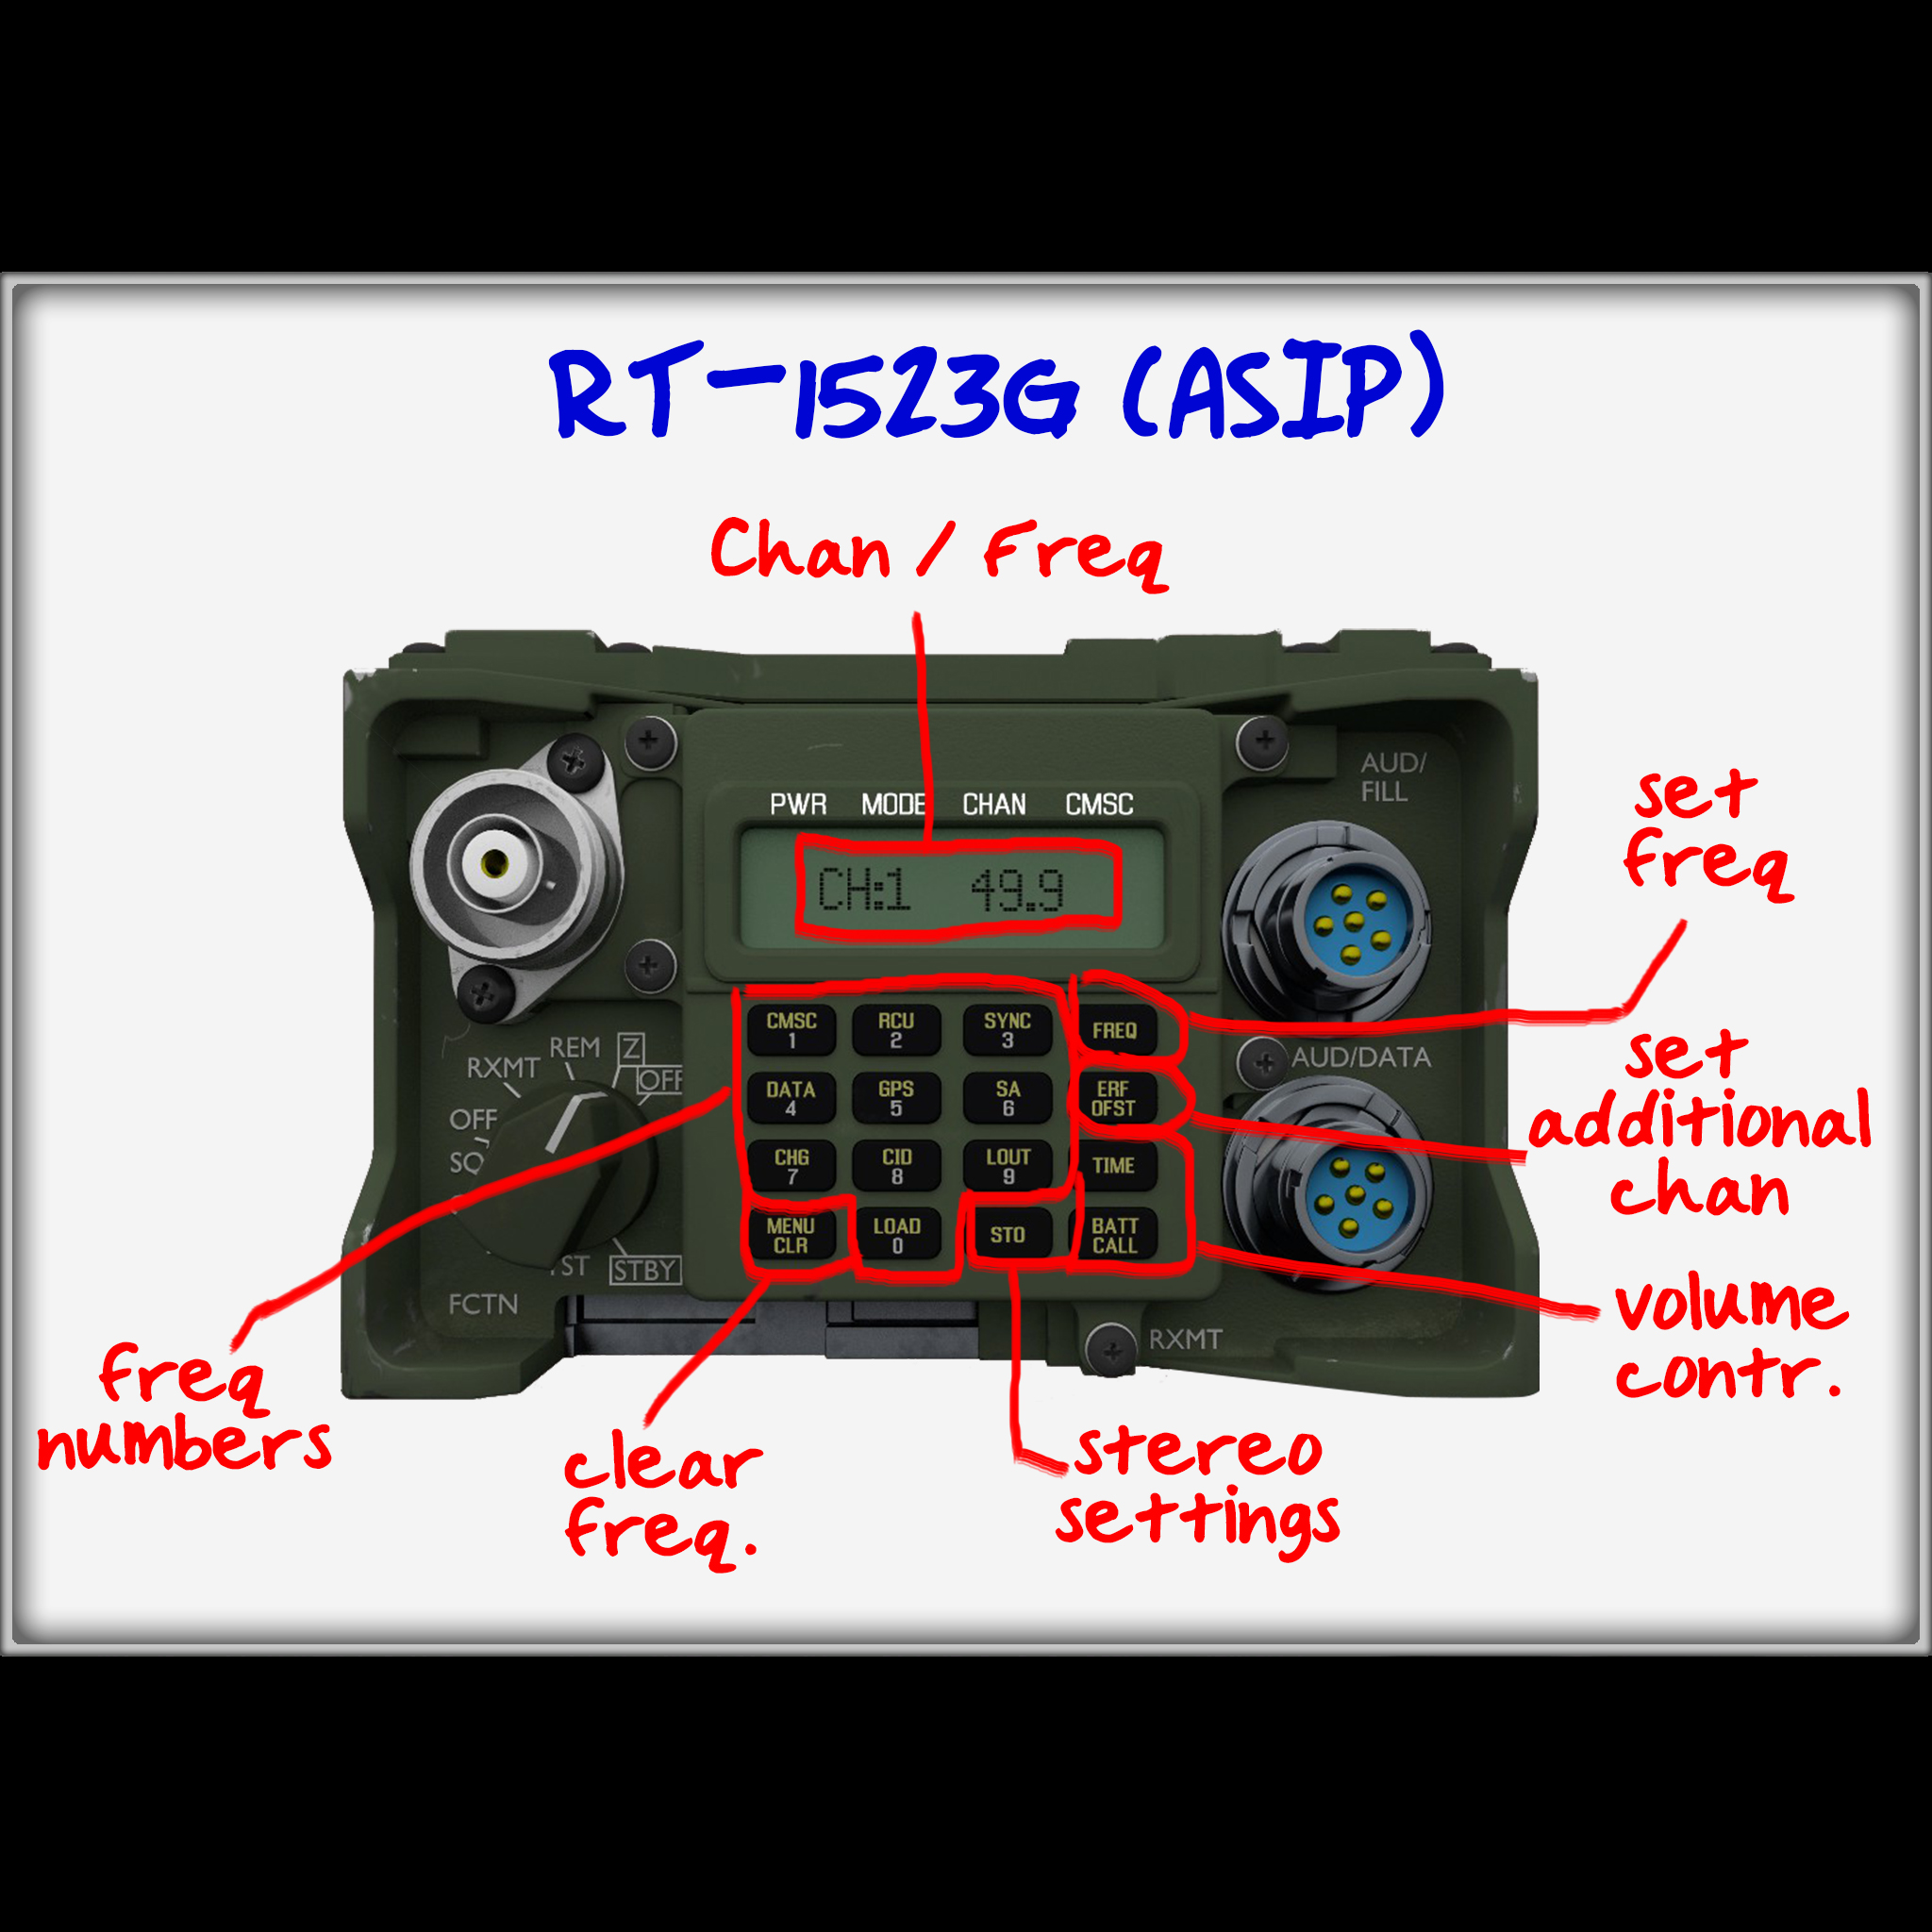 RT-1523G (ASIP)
Chan / Freq
AUD/
FILL
set
freq
PWR MODE CHAN CMSC
CH:1 49.9
CMSC
1
RCU
2
SYNC
3
FREQ
REM
Z
RXMT
OFF
OFF
SQ
AUD/DATA
DATA
4
GPS
5
SA
6
ERF
OFST
set
additional
chan
CHG
7
CID
8
LOUT
9
TIME
MENU
CLR
LOAD
0
STO
BATT
CALL
STBY
FCTN
RXMT
volume
contr.
freq
numbers
clear
freq.
stereo
settings